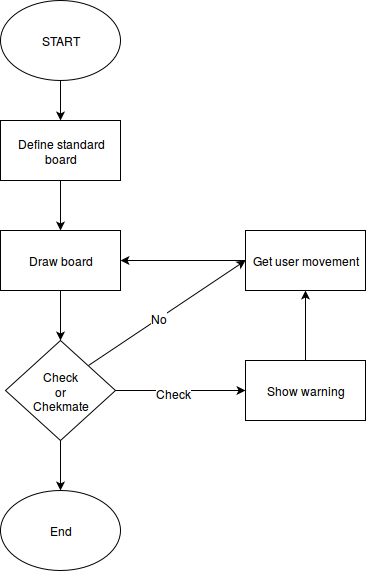 START
Define standard
board
Draw board
Get user movement
No
Check
or
Chekmate
Check
Show warning
End